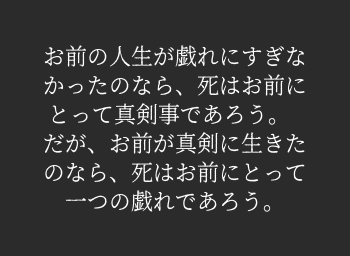 お前の人生が戯れにすぎな
かったのなら、死はお前に
とって真剣事であろう。
だが、お前が真剣に生きた
のなら、死はお前にとって
一つの戯れであろう。